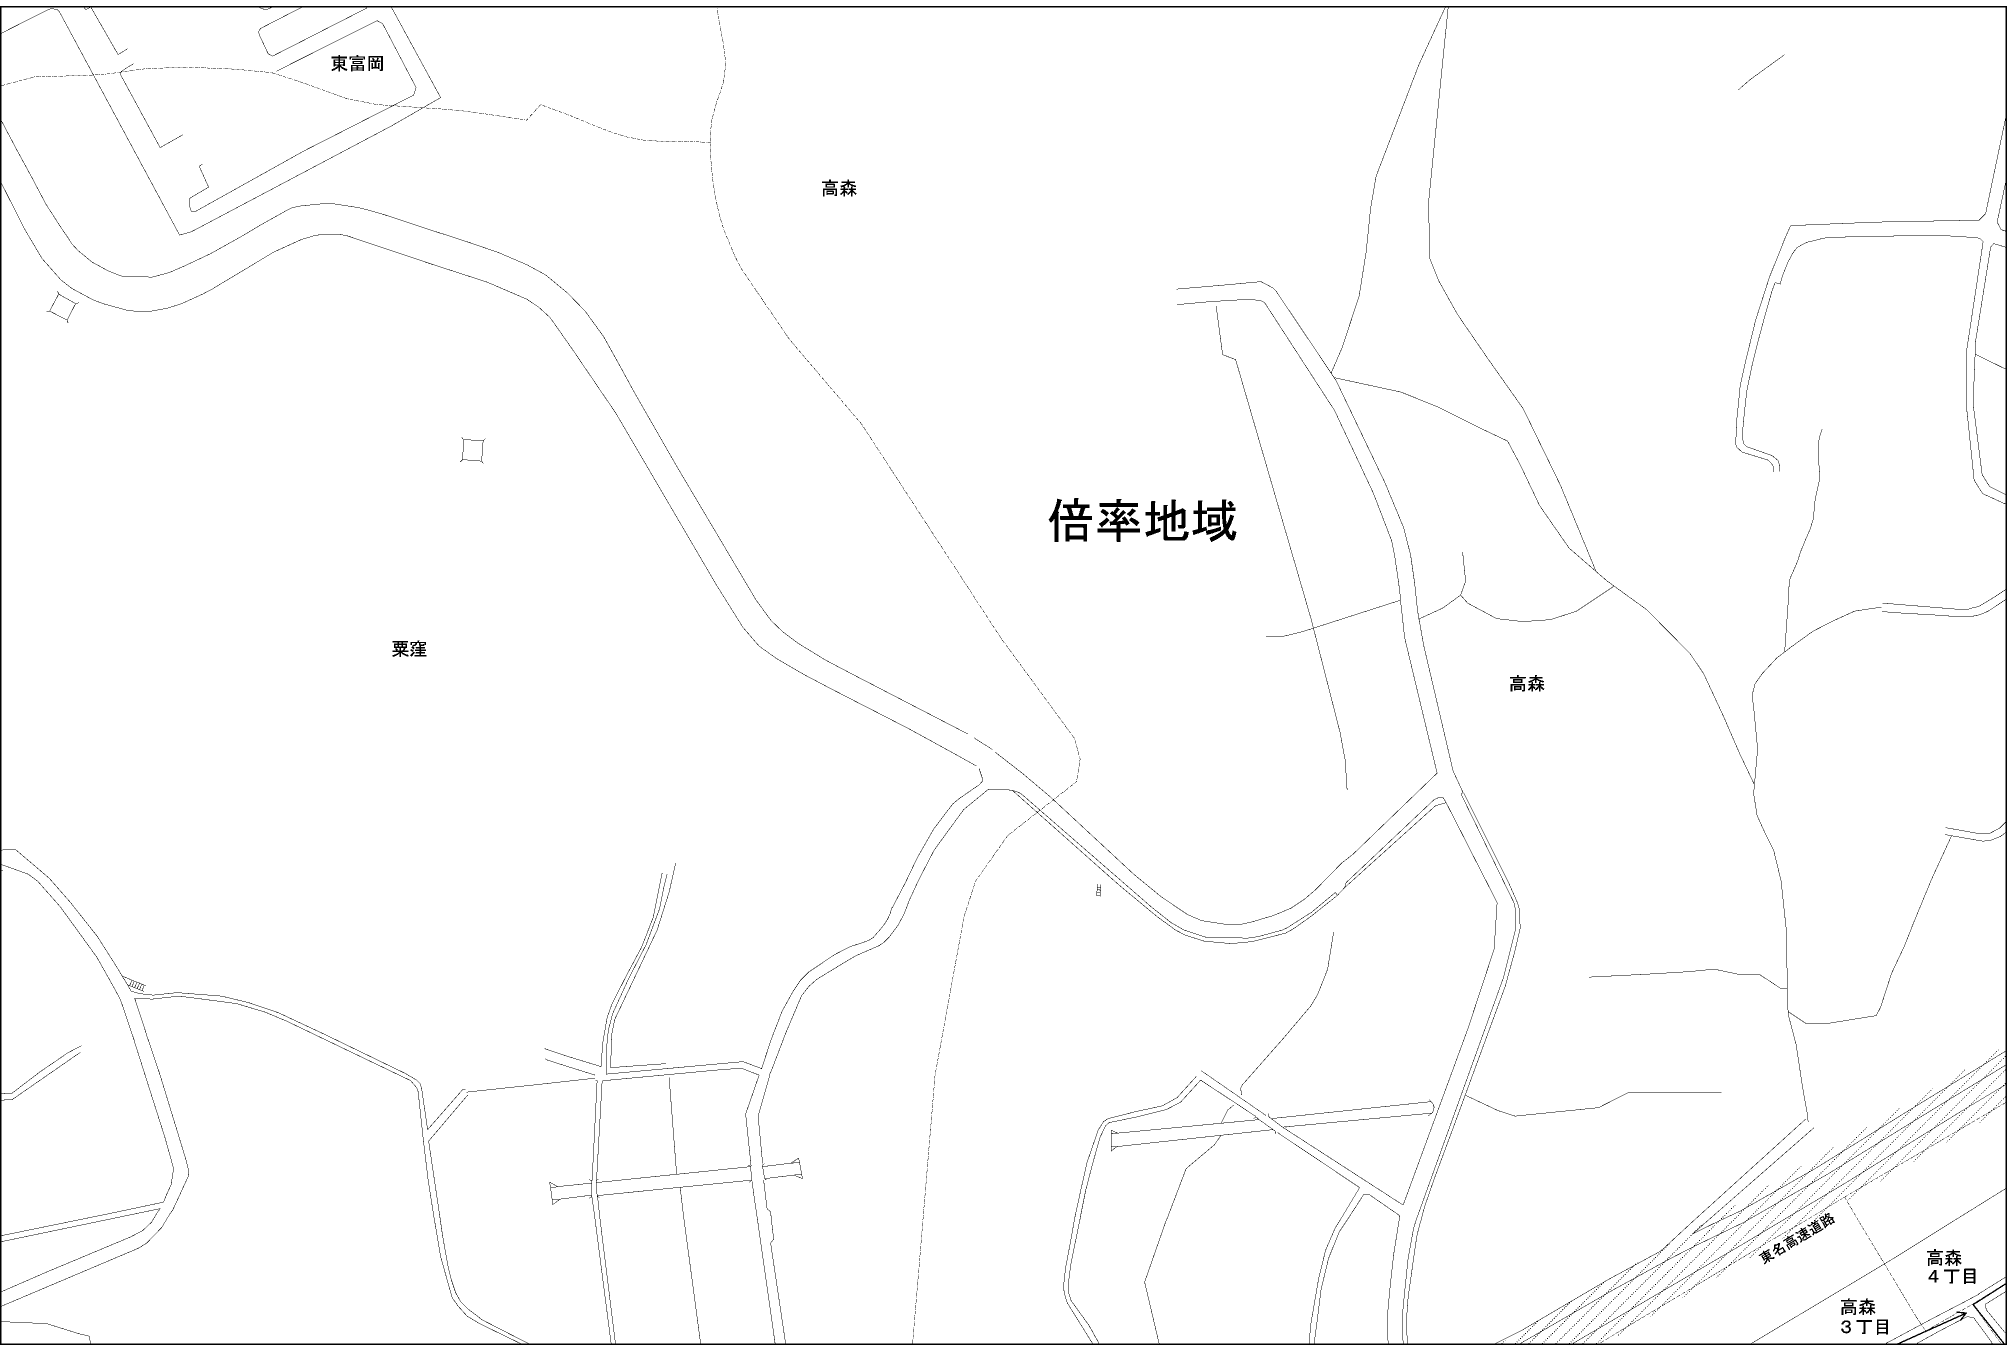 東富岡
高森
倍率地域
粟窪
高森
東名高速道路
高森
４丁目
高森
３丁目